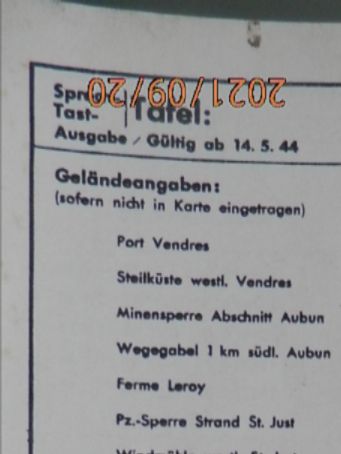 2021/09/20
Tafel:
Tast-
Ausgabe / Gültig ab 14. 5. 44
Geländeangaben:
(sofern nicht in Karte eingetragen)
Port Vendres
Steilküste westl. Vendres
Minensperre Abschnitt Aubun
Wegegabel 1 km südl. Aubun
Ferme Leroy
Pz.-Sperre Strand St. Just